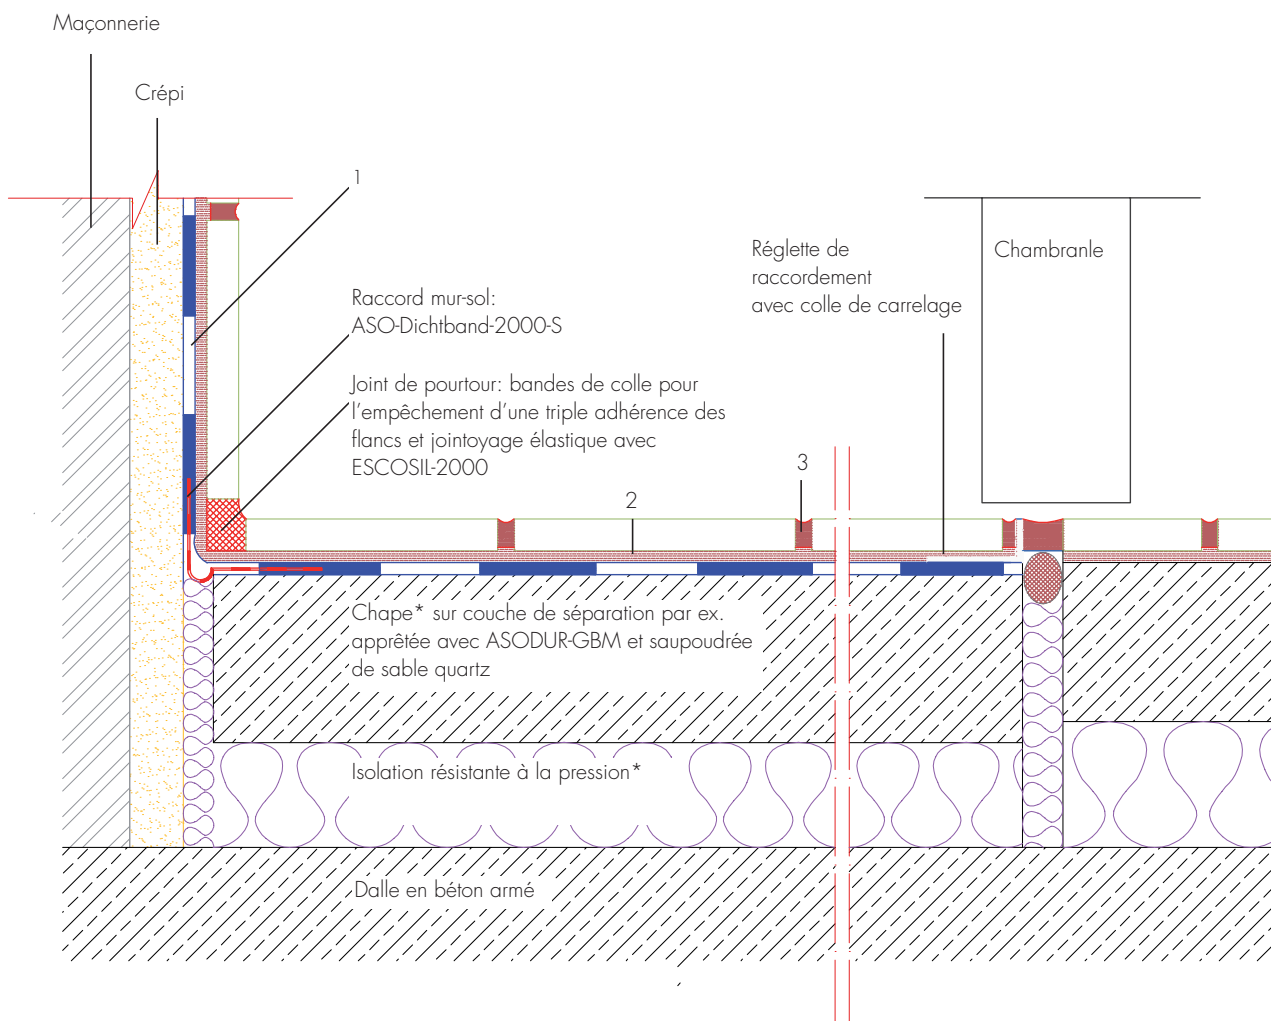 Maçonnerie
Crépi
1
Raccord mur-sol:
ASO-Dichtband-2000-S
Joint de pourtour: bandes de colle pour
l'empêchement d'une triple adhérence des
flancs et jointoyage élastique avec
ESCOSIL-2000
2
3
Réglette de
raccordement
avec colle de carrelage
Chambranle
Chape* sur couche de séparation par ex.
apprêtée avec ASODUR-GBM et saupoudrée
de sable quartz
Isolation résistante à la pression*
Dalle en béton armé